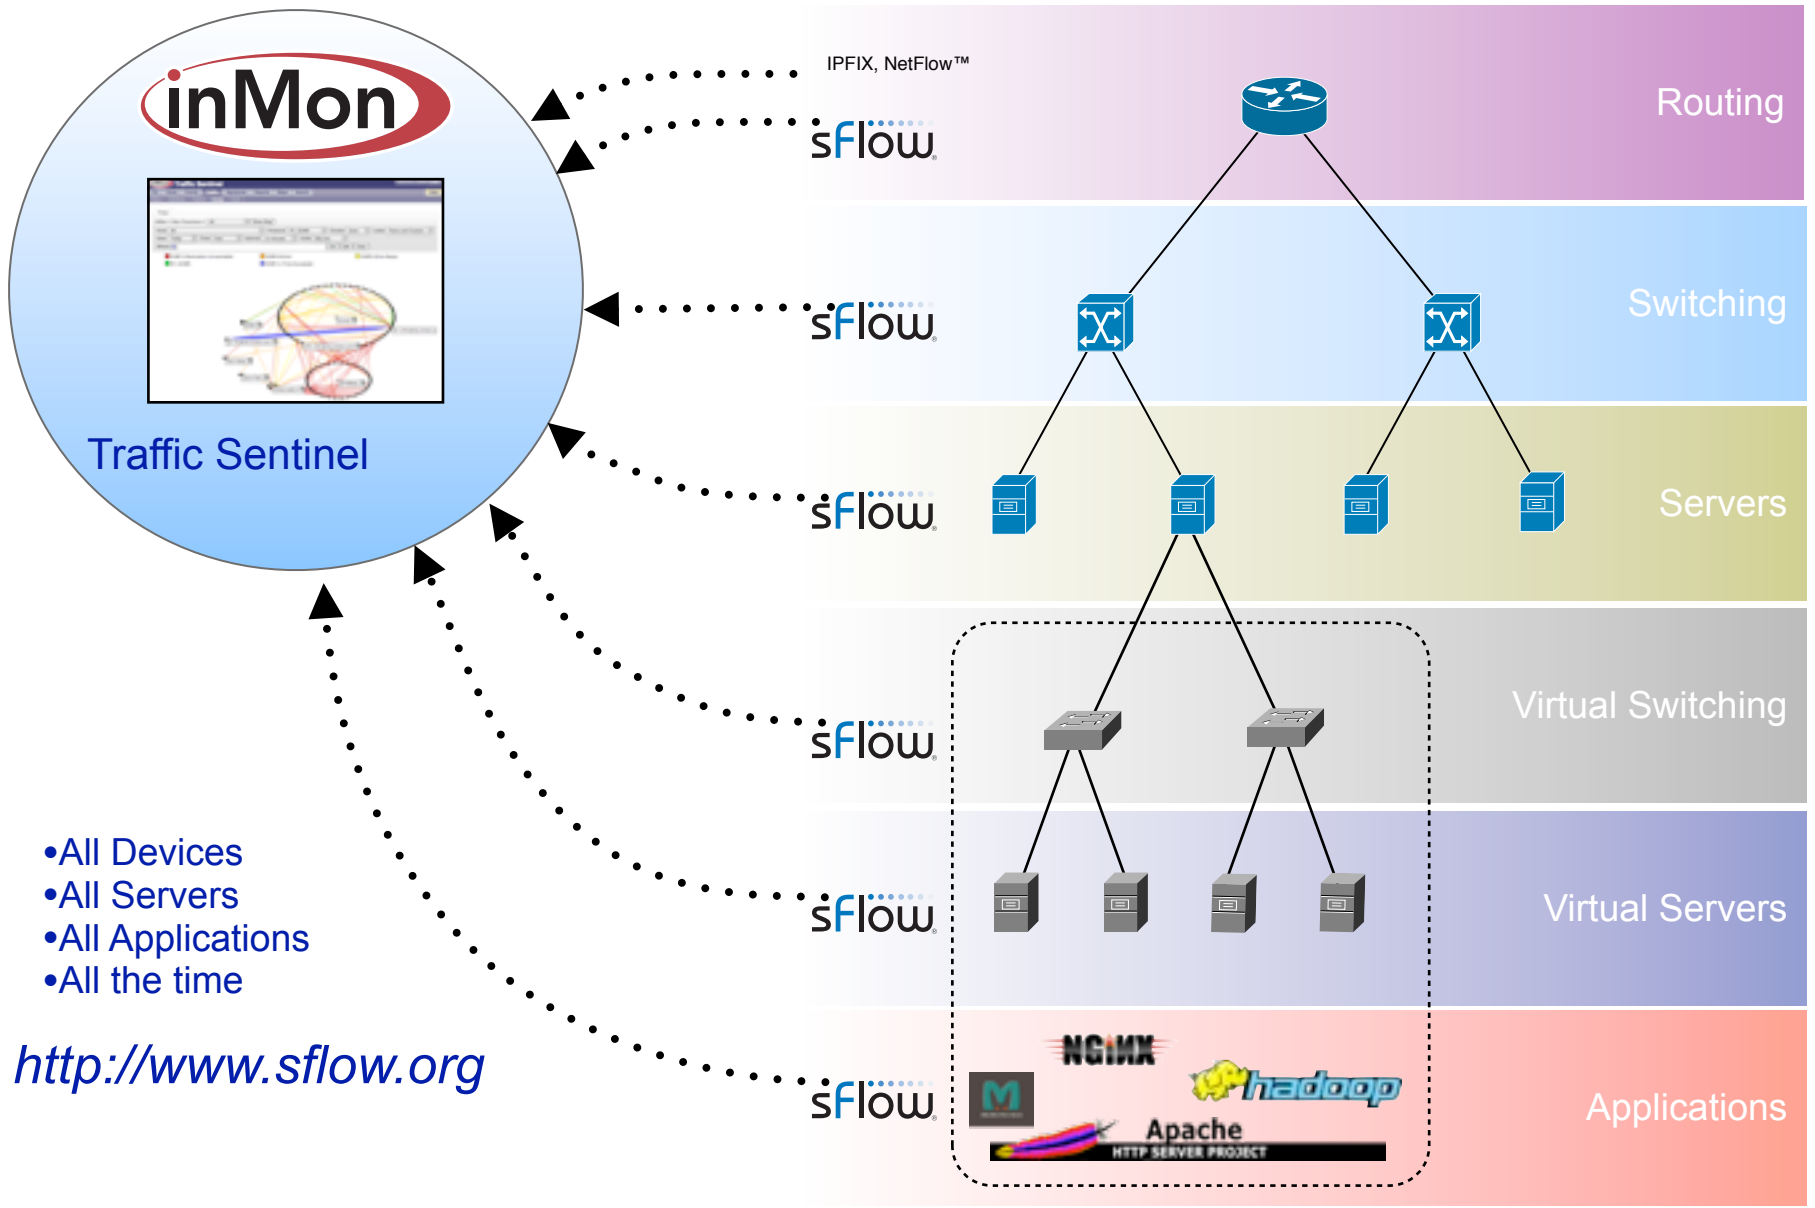 inMon
Traffic Sentinel
•All Devices
•All Servers
•All Applications
•All the time
http://www.sflow.org
IPFIX, NetFlow™
sFlow®
Routing
sFlow®
Switching
sFlow®
Servers
sFlow®
Virtual Switching
sFlow®
Virtual Servers
sFlow®
Applications
NGiNX
hadoop
M
Apache
HTTP SERVER PROJECT